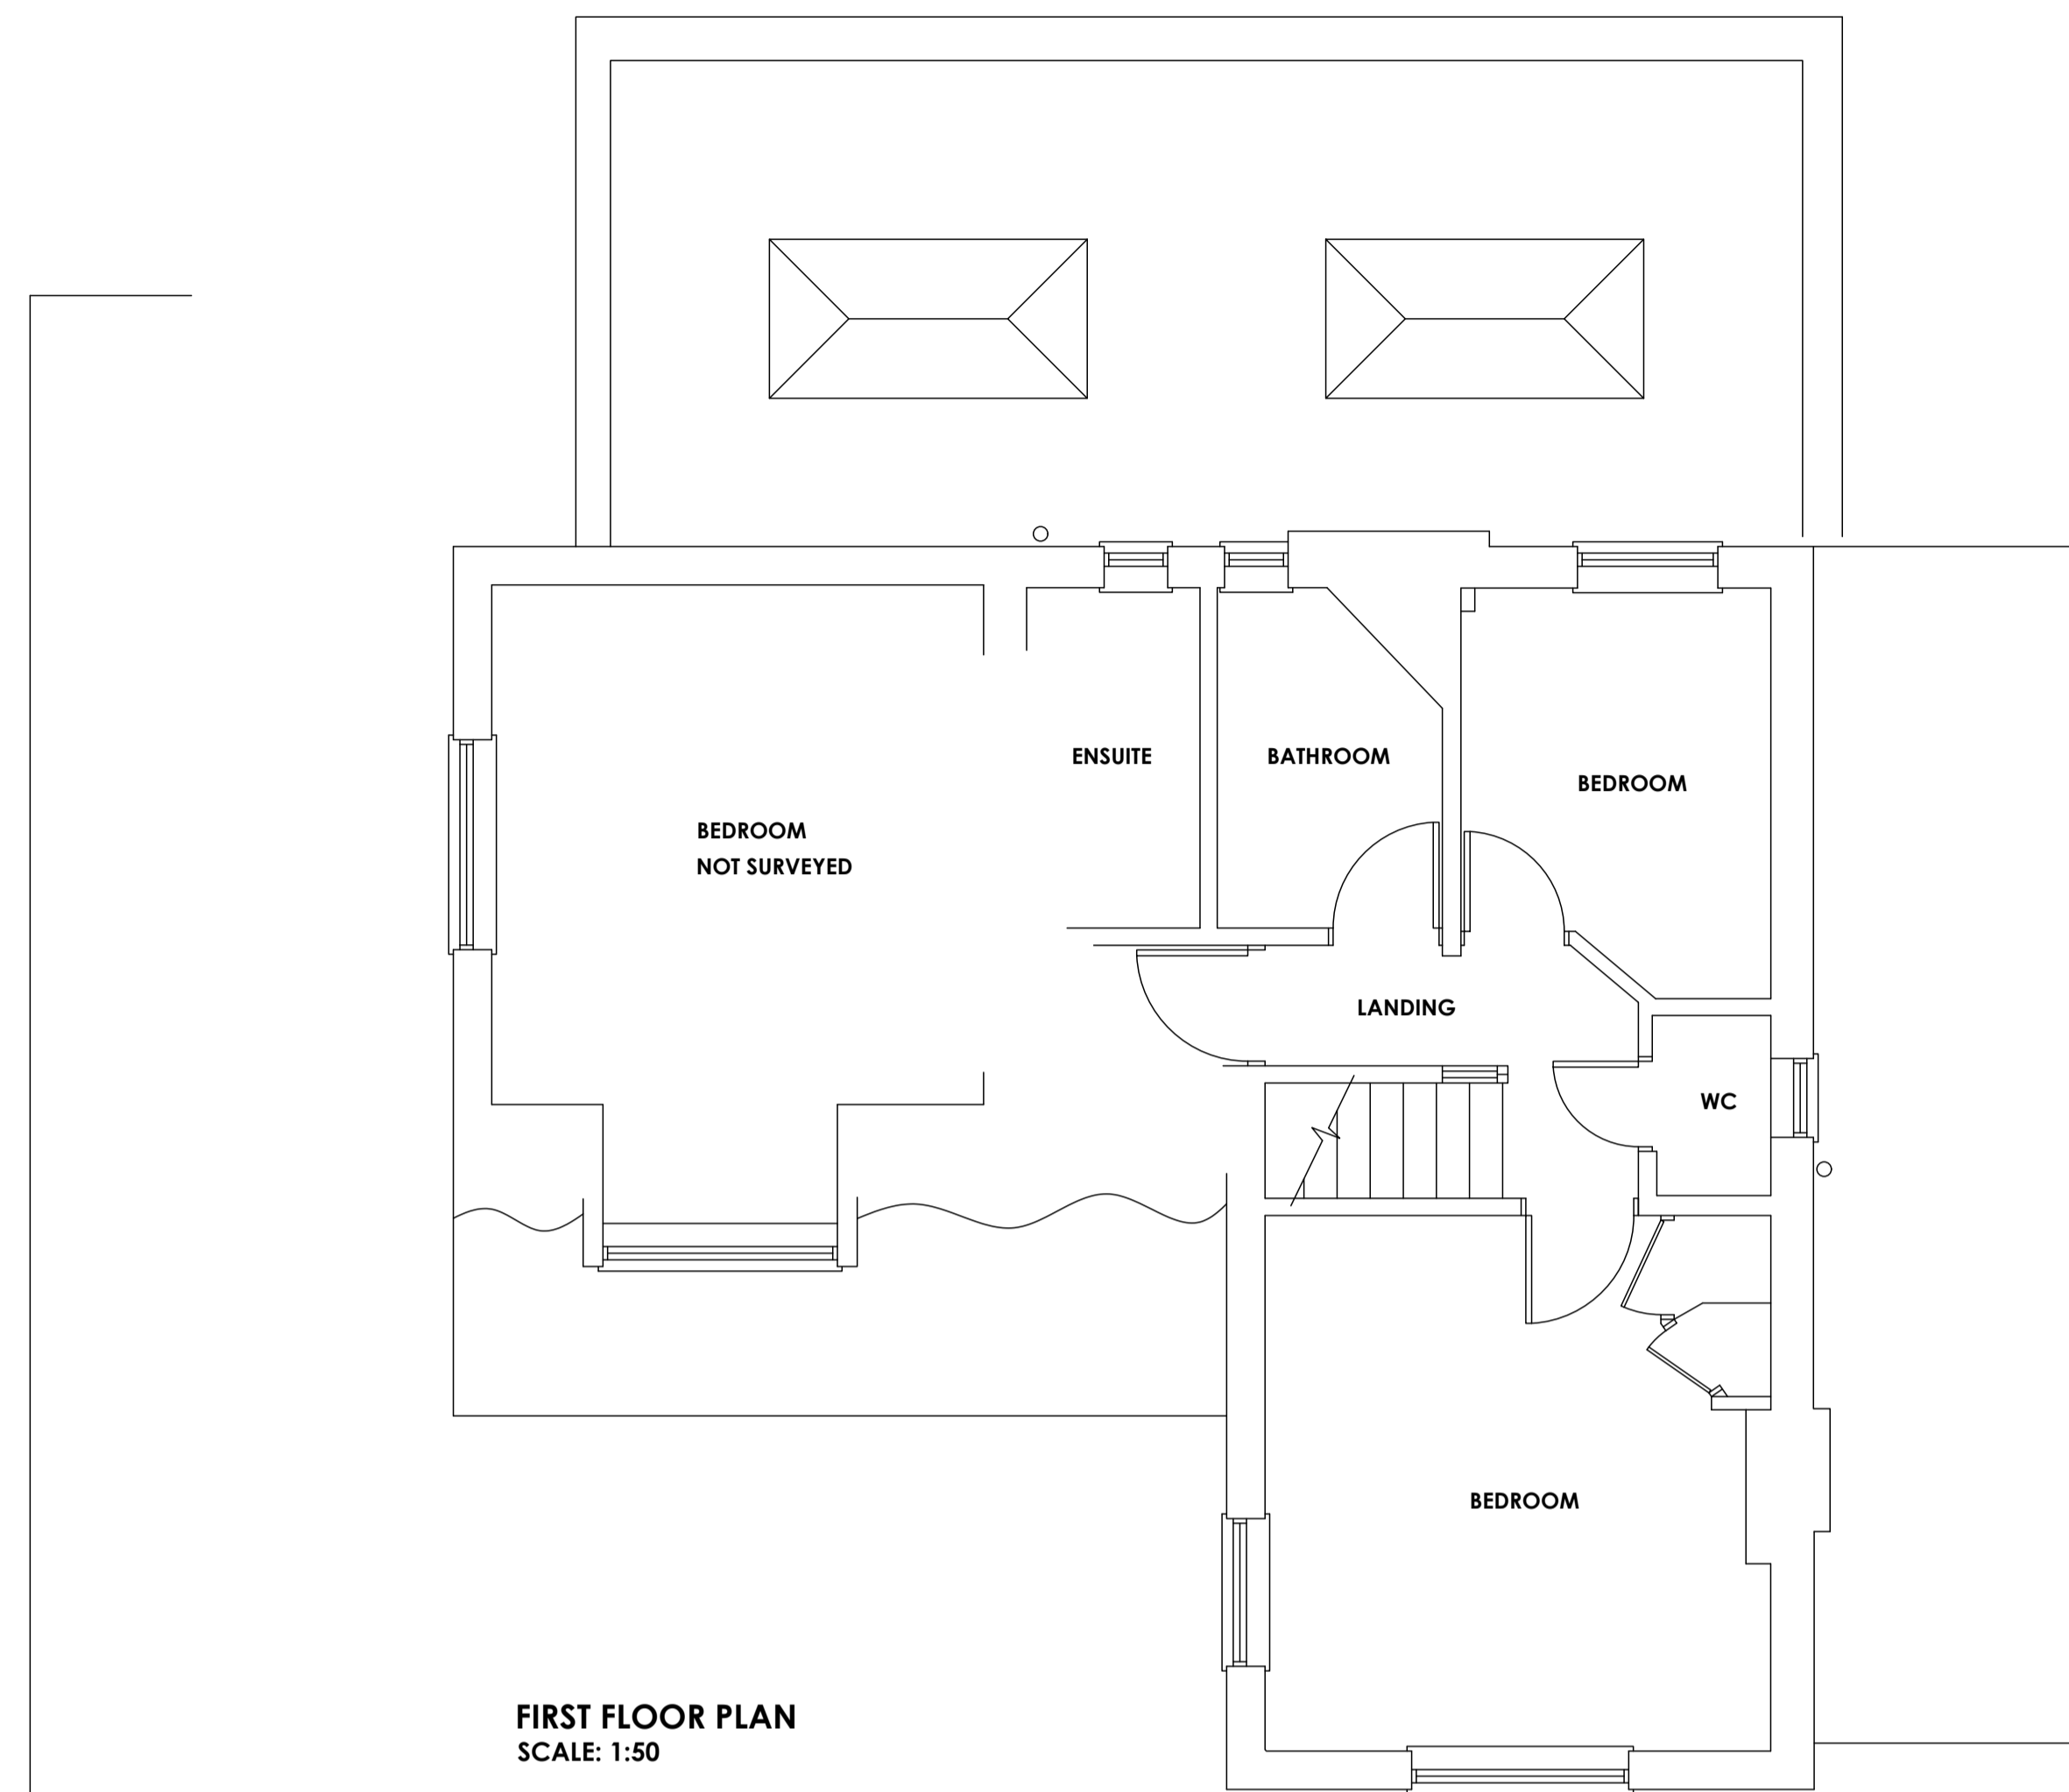 ENSUITE
BATHROOM
BEDROOM
BEDROOM
NOT SURVEYED
LANDING
WC
BEDROOM
FIRST FLOOR PLAN
SCALE: 1:50